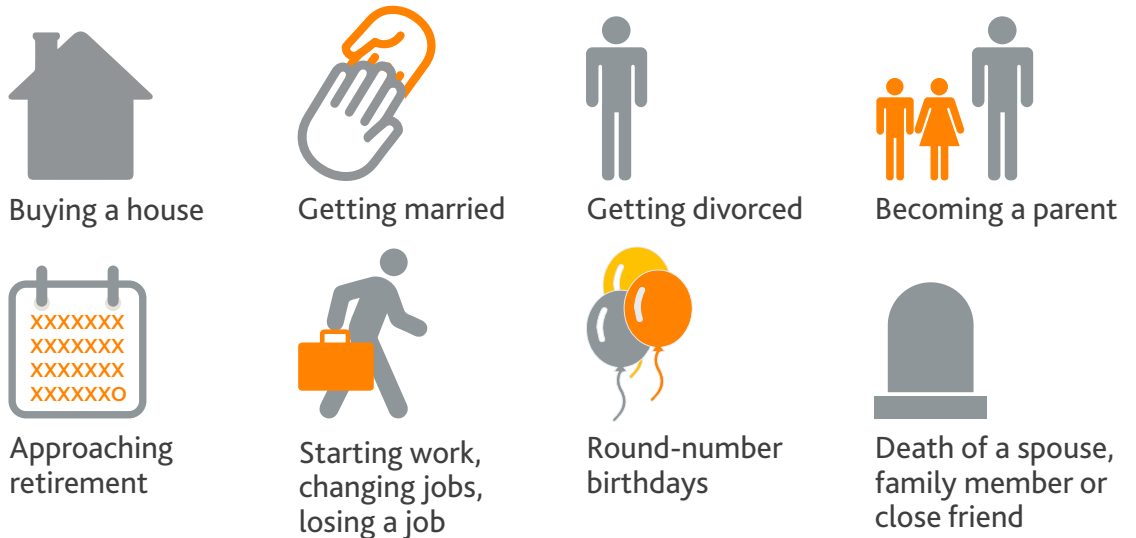 Buying a house
Getting married
Getting divorced
Becoming a parent
XXXXXXX
XXXXXXX
XXXXXXX
XXXXXXO
Approaching
retirement
Starting work,
changing jobs,
losing a job
Round-number
birthdays
Death of a spouse,
family member or
close friend